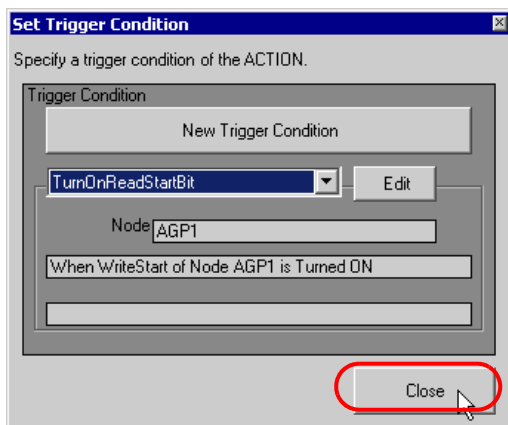 Set Trigger Condition
Specify a trigger condition of the ACTION.
Trigger Condition
New Trigger Condition
TurnOnReadStartBit
Edit
Node AGP1
When WriteStart of Node AGP1 is Turned ON
Close